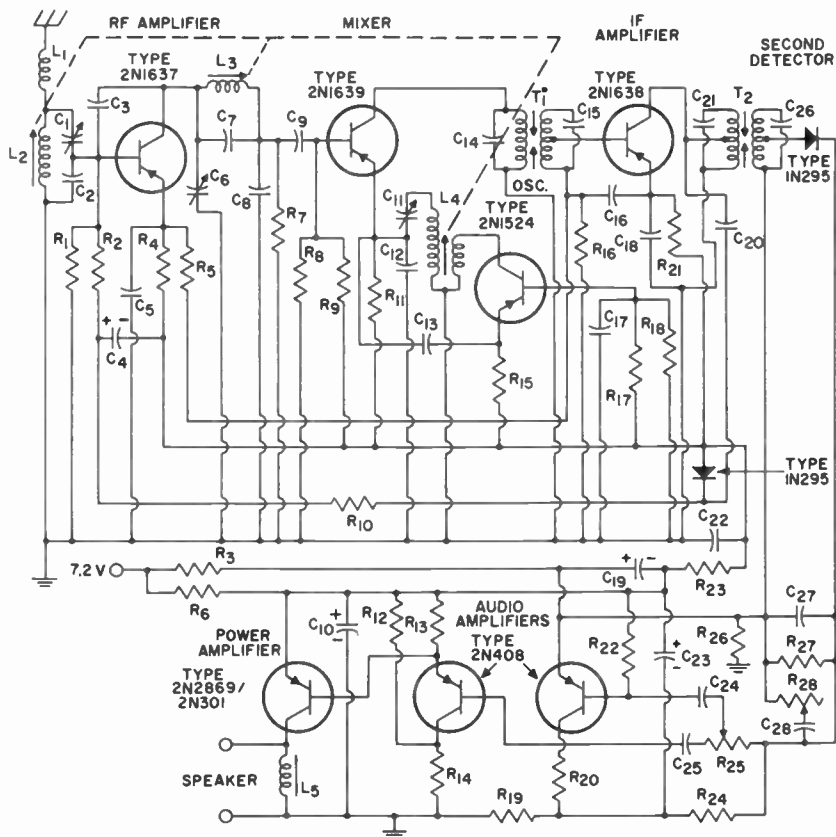 RF AMPLIFIER
MIXER
IF
AMPLIFIER
SECOND
DETECTOR
L1
TYPE
2N1637
L3
TYPE
2N1639
TYPE
2N1638
T2
C3
C1
L2
C2
C7
C9
C6
C8
C14
T1
C15
C21
C26
TYPE
1N295
OSC.
TYPE
2N1524
C11
L4
C16
C18
C20
R1
R2
R4
R5
C5
R7
R8
R9
R11
C12
R16
R21
C13
C17
R18
R17
R15
+ -
C4
R10
TYPE
1N295
C22
R3
7.2 V
R6
+ -
C19
R23
C10
+
-
R12
R13
AUDIO
AMPLIFIERS
TYPE
2N408
R22
+
C23
-
R26
C27
R27
R28
POWER
AMPLIFIER
TYPE
2N2869/
2N301
C24
C28
C25
R25
SPEAKER
L5
R14
R20
R19
R24